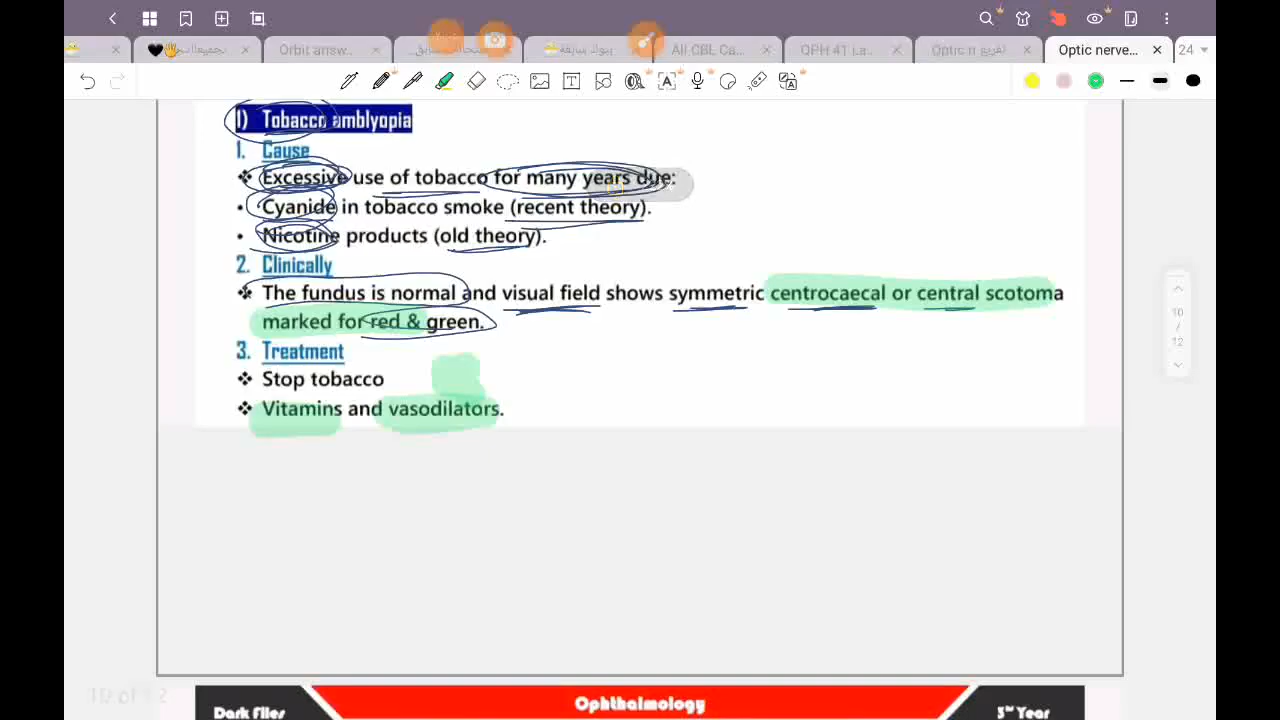 Orbit answ...
All CBL Ca...
OPH 41 La...
Optic nerve...
24
I) Tobacco amblyopia
1. Cause
❖ Excessive use of tobacco for many years due:
• Cyanide in tobacco smoke (recent theory).
• Nicotine products (old theory).
2. Clinically
❖ The fundus is normal and visual field shows symmetric centrocaecal or central scotoma
marked for red & green.
3. Treatment
❖ Stop tobacco
❖ Vitamins and vasodilators.
10
/
12
Ophthalmology
Dark Files
3rd Year